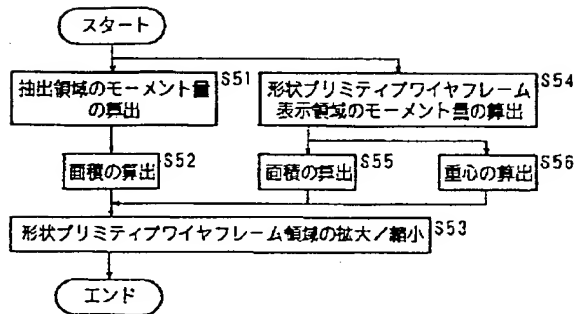 スタート
抽出領域のモーメント量 S51
の算出
形状プリミティブワイヤフレーム S54
表示領域のモーメント量の算出
面積の算出 S52
面積の算出 S55
重心の算出 S56
形状プリミティブワイヤフレーム領域の拡大/縮小 S53
エンド